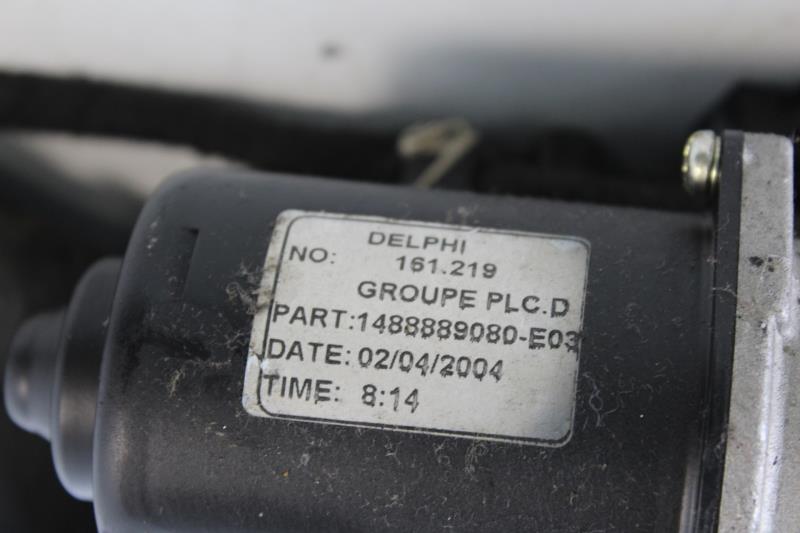 DELPHI
NO: 161.219
GROUPE PLC.D
PART:1488889080-E03
DATE: 02/04/2004
TIME: 8:14